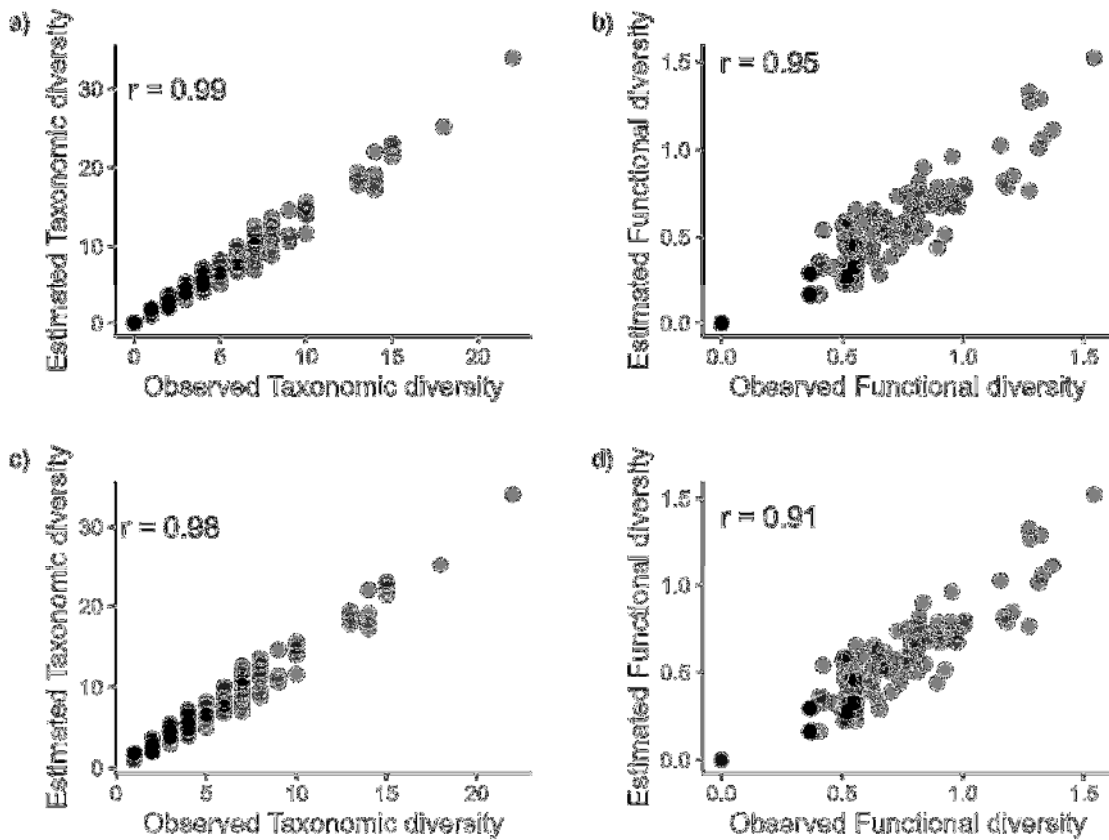 a)
r = 0.99
Estimated Taxonomic diversity
30
20
10
0
0 5 10 15 20
Observed Taxonomic diversity
b)
r = 0.95
Estimated Functional diversity
1.5
1.0
0.5
0.0
0.0 0.5 1.0 1.5
Observed Functional diversity
c)
r = 0.98
Estimated Taxonomic diversity
30
20
10
0
0 5 10 15 20
Observed Taxonomic diversity
d)
r = 0.91
Estimated Functional diversity
1.5
1.0
0.5
0.0
0.0 0.5 1.0 1.5
Observed Functional diversity